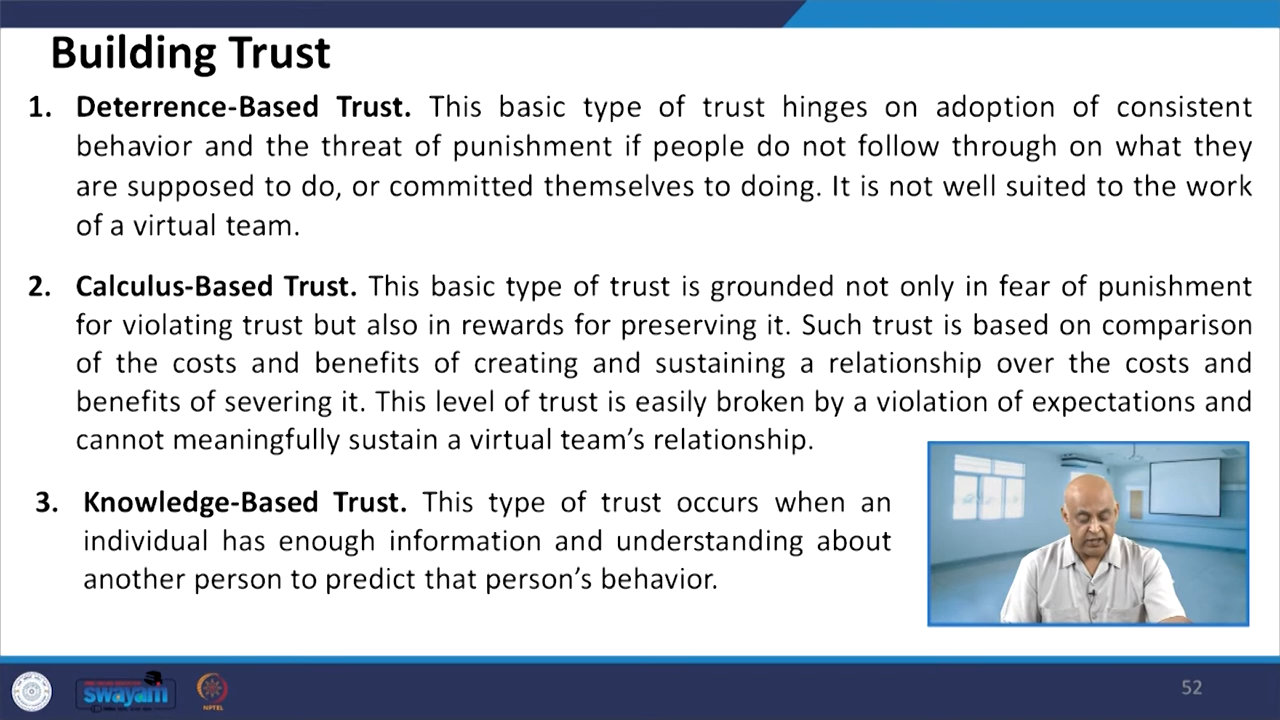 Building Trust
1. Deterrence-Based Trust. This basic type of trust hinges on adoption of consistent
behavior and the threat of punishment if people do not follow through on what they
are supposed to do, or committed themselves to doing. It is not well suited to the work
of a virtual team.
2. Calculus-Based Trust. This basic type of trust is grounded not only in fear of punishment
for violating trust but also in rewards for preserving it. Such trust is based on comparison
of the costs and benefits of creating and sustaining a relationship over the costs and
benefits of severing it. This level of trust is easily broken by a violation of expectations and
cannot meaningfully sustain a virtual team's relationship.
3. Knowledge-Based Trust. This type of trust occurs when an
individual has enough information and understanding about
another person to predict that person's behavior.
swayam
NPTEL
52